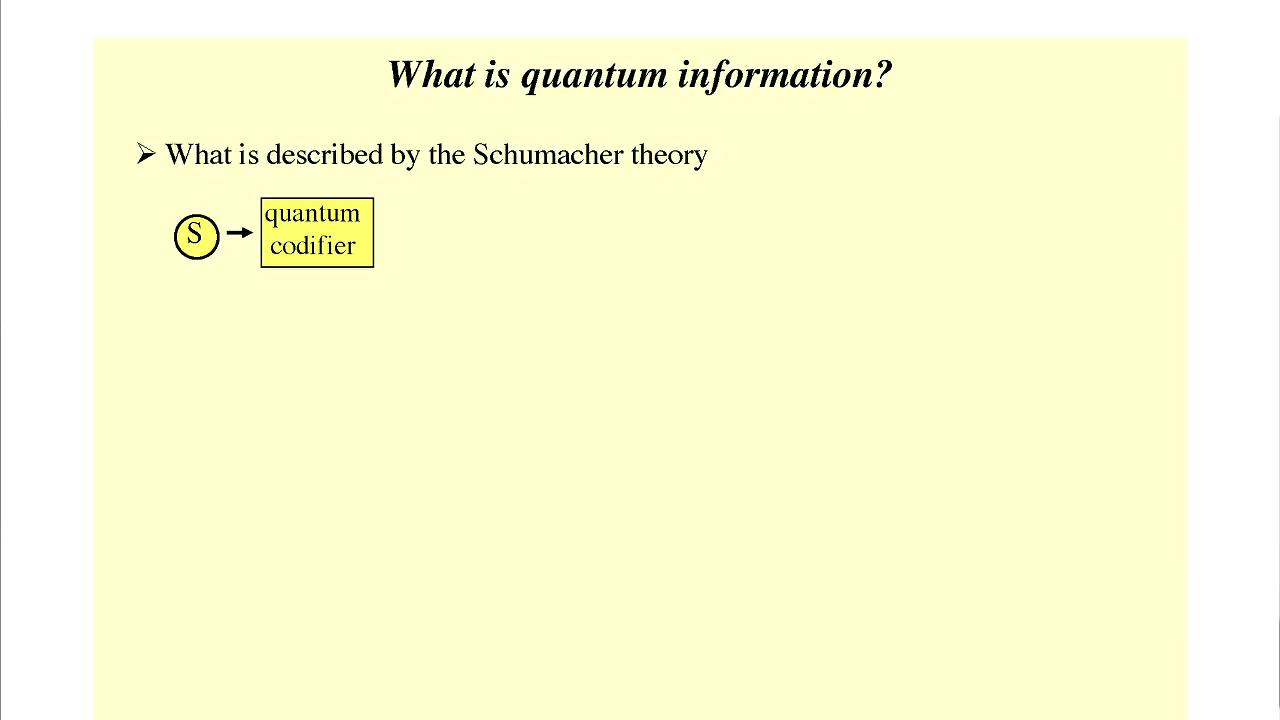 What is quantum information?
➢ What is described by the Schumacher theory
S
quantum
codifier